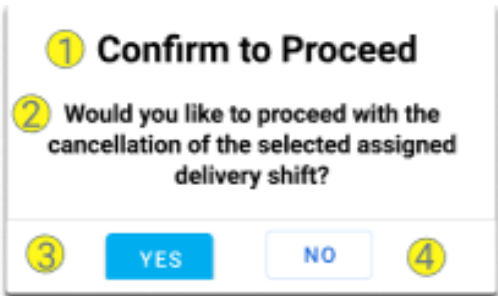 1 Confirm to Proceed
2 Would you like to proceed with the
cancellation of the selected assigned
delivery shift?
3 YES NO 4